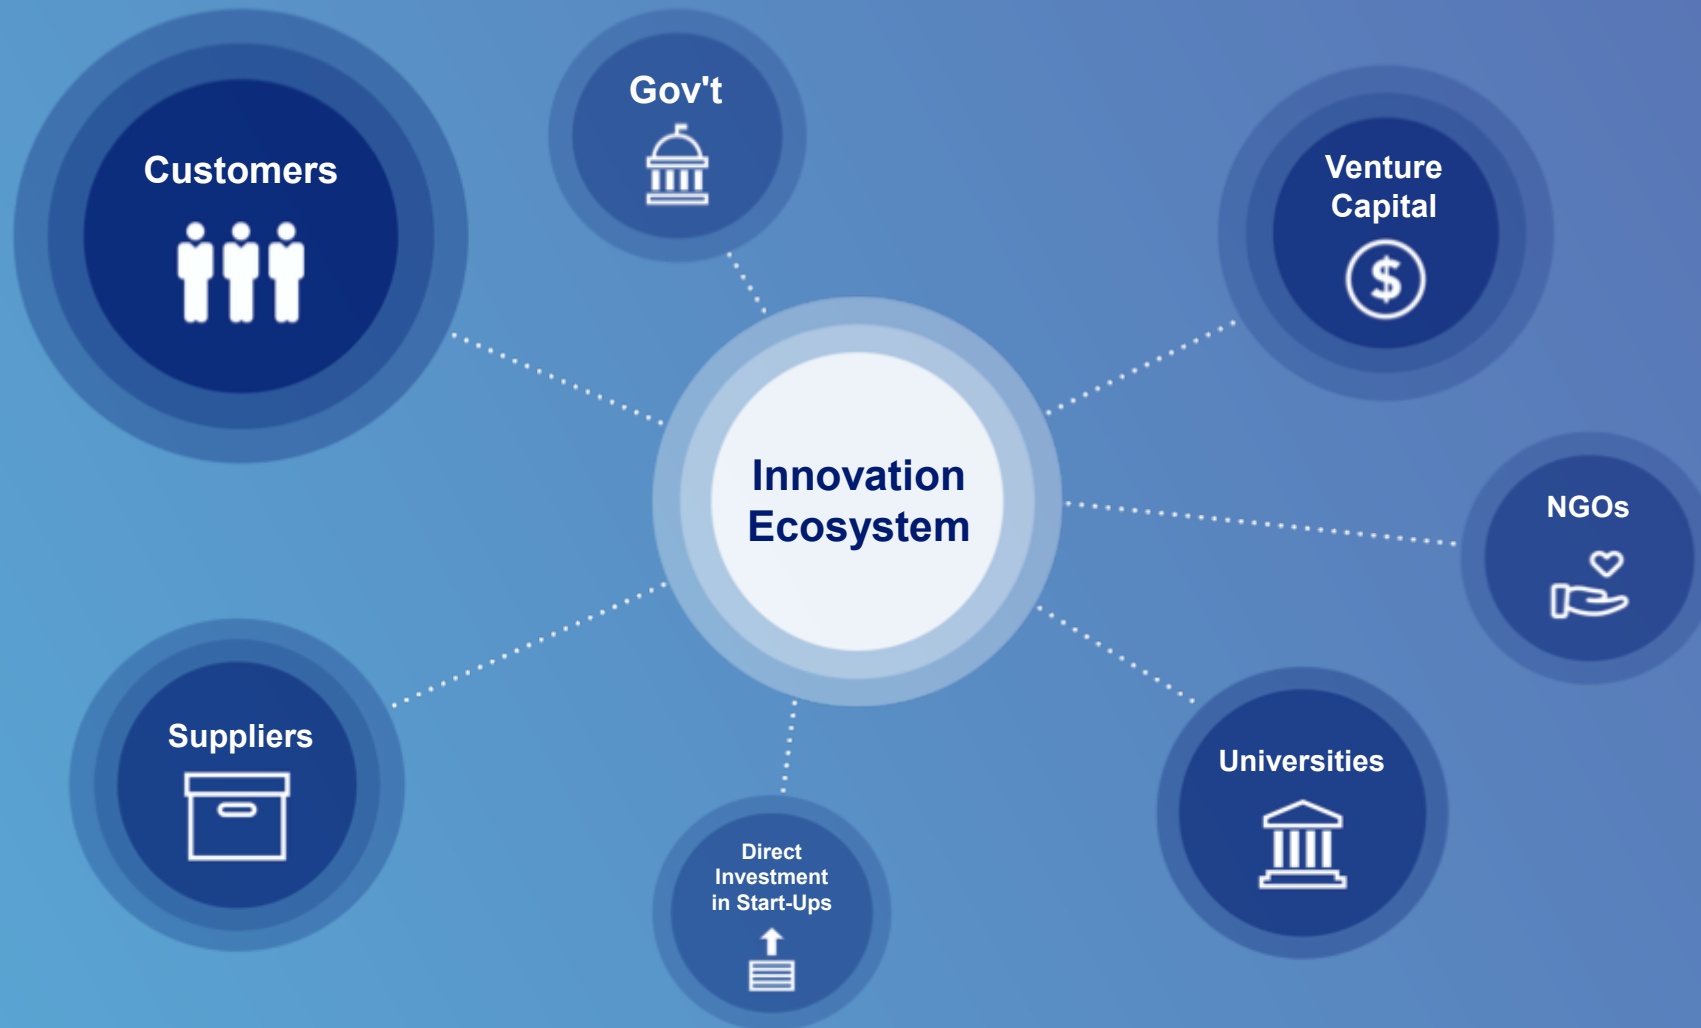 Customers
Gov't
Venture
Capital
Innovation
Ecosystem
NGOs
Suppliers
Universities
Direct
Investment
in Start-Ups